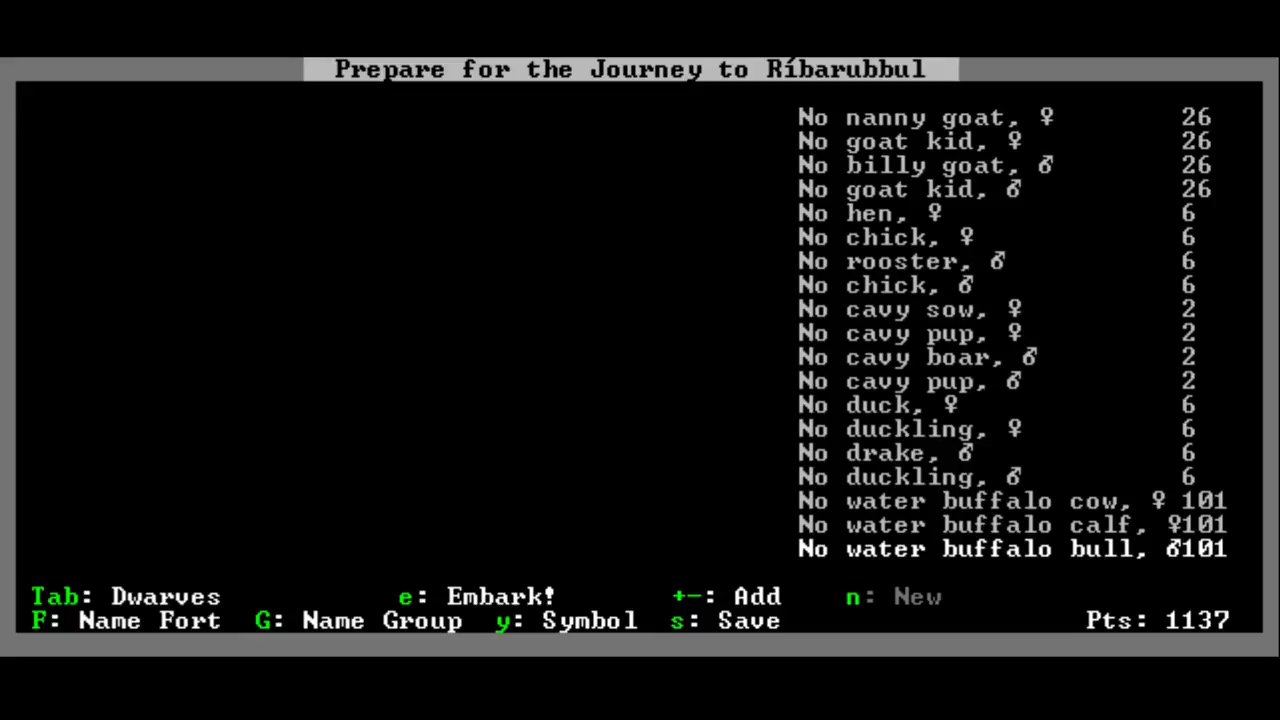 Prepare for the Journey to Ríbarubbul
No nanny goat, ♀ 26
No goat kid, ♀ 26
No billy goat, ♂ 26
No goat kid, ♂ 26
No hen, ♀ 6
No chick, ♀ 6
No rooster, ♂ 6
No chick, ♂ 6
No cavy sow, ♀ 2
No cavy pup, ♀ 2
No cavy boar, ♂ 2
No cavy pup, ♂ 2
No duck, ♀ 6
No duckling, ♀ 6
No drake, ♂ 6
No duckling, ♂ 6
No water buffalo cow, ♀ 101
No water buffalo calf, ♀101
No water buffalo bull, ♂101
Tab: Dwarves e: Embark! +-: Add n: New
F: Name Fort G: Name Group y: Symbol s: Save Pts: 1137